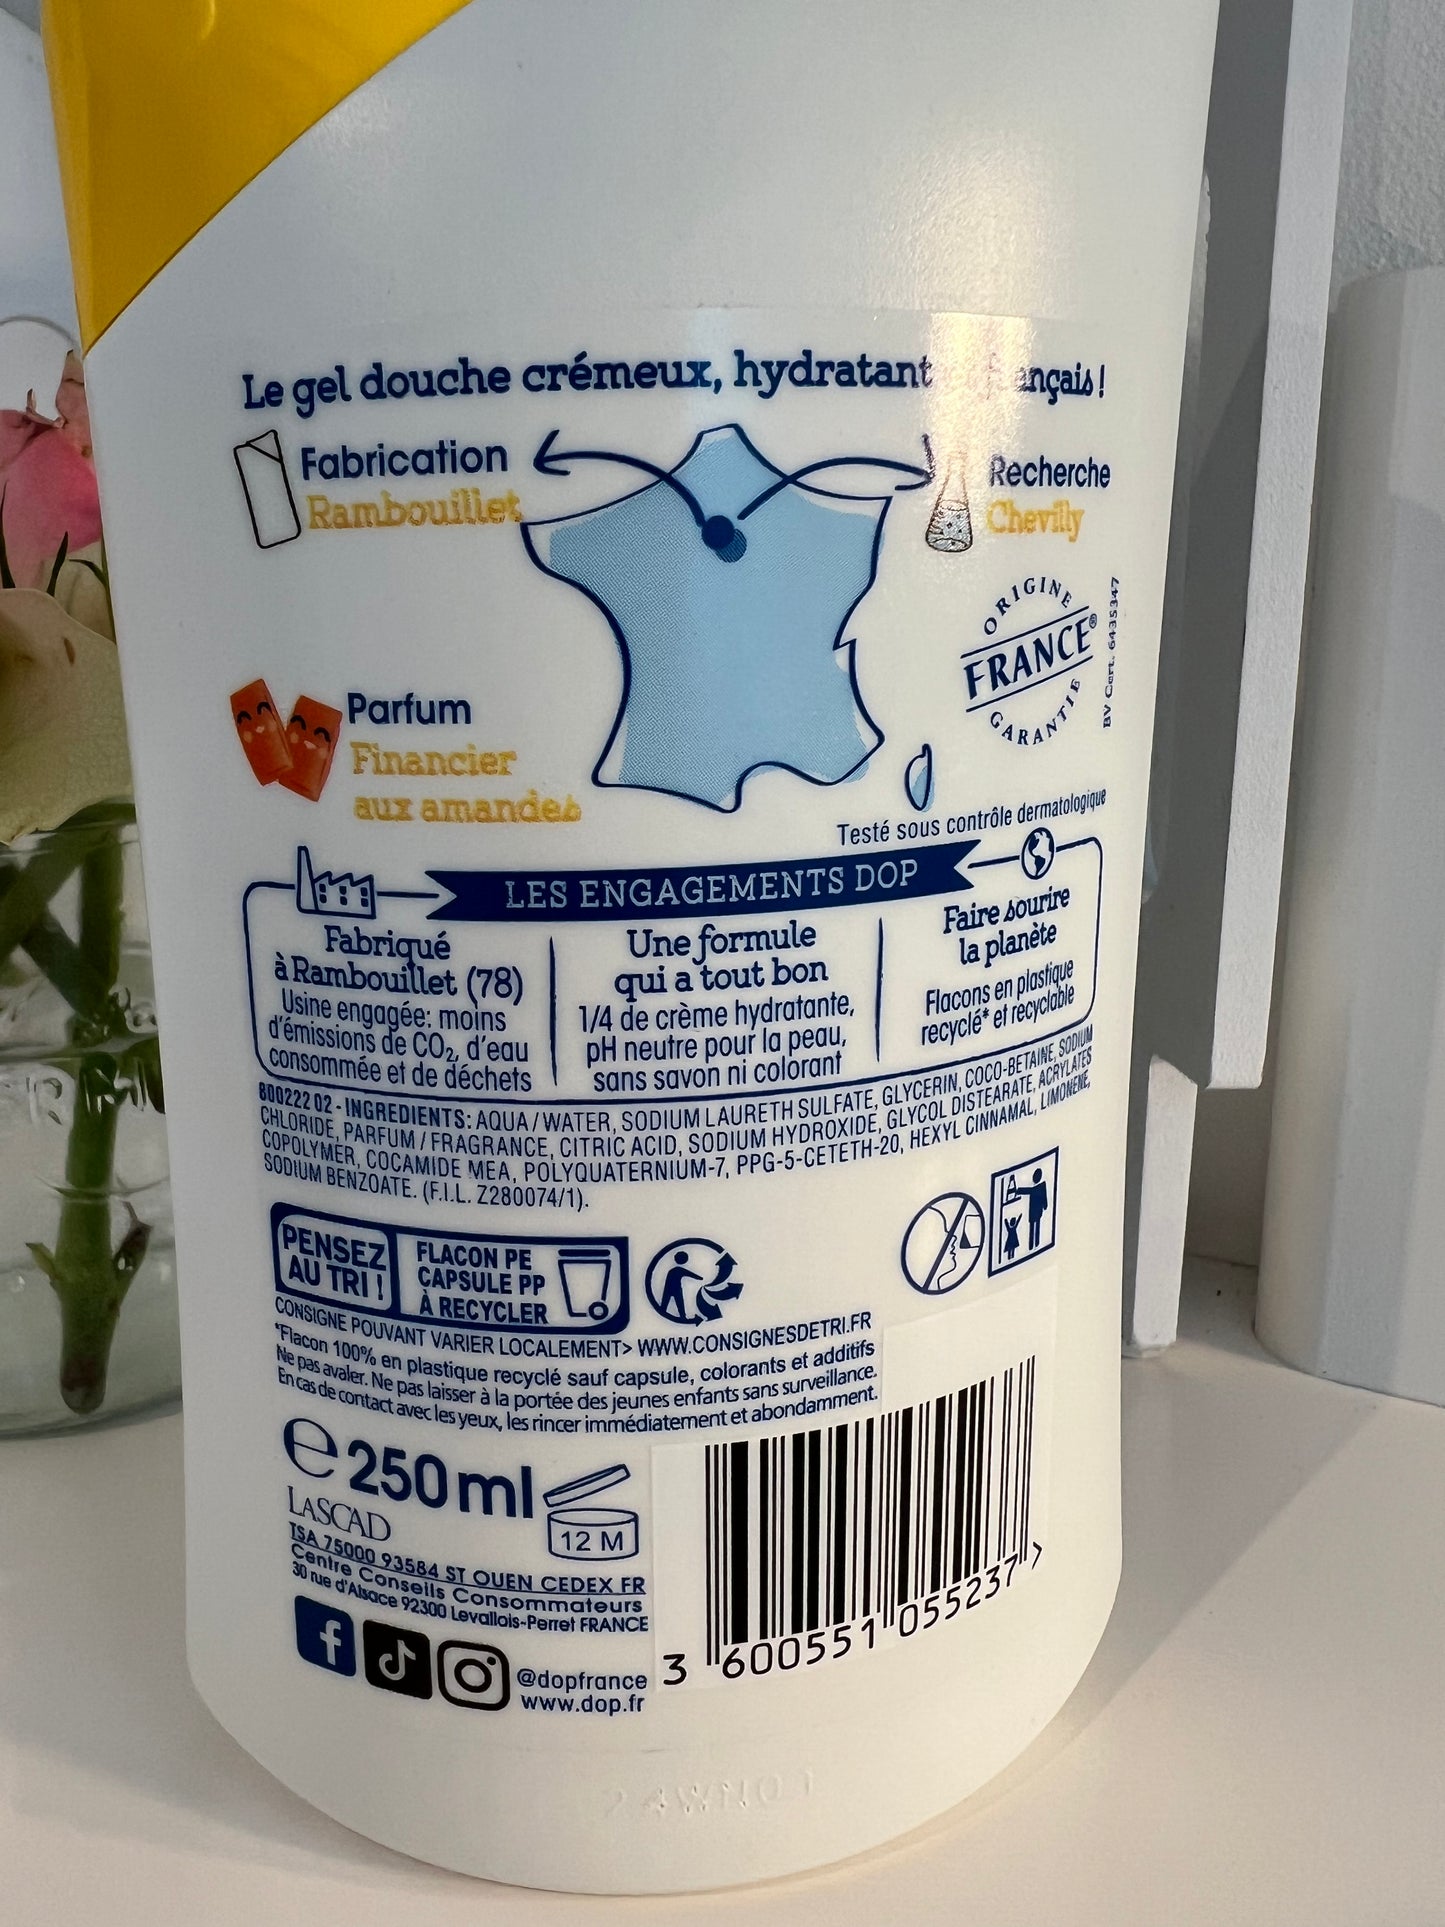 Le gel douche crémeux, hydratant ançais !
Fabrication
Rambouillet
Recherche
Chevilly
ORIGINE
FRANCE®
GARANTIE
BV Cert. 6435347
Parfum
Financier
aux amandes
Testé sous contrôle dermatologique
LES ENGAGEMENTS DOP
Fabriqué
à Rambouillet (78)
Usine engagée: moins
d'émissions de CO₂, d'eau
consommée et de déchets
Une formule
qui a tout bon
1/4 de crème hydratante,
pH neutre pour la peau,
sans savon ni colorant
Faire sourire
la planète
Flacons en plastique
recyclé* et recyclable
800222 02 - INGREDIENTS: AQUA / WATER, SODIUM LAURETH SULFATE, GLYCERIN, COCO-BETAINE, SODIUM
CHLORIDE, PARFUM / FRAGRANCE, CITRIC ACID, SODIUM HYDROXIDE, GLYCOL DISTEARATE, ACRYLATES
COPOLYMER, COCAMIDE MEA, POLYQUATERNIUM-7, PPG-5-CETETH-20, HEXYL CINNAMAL, LIMONENE,
SODIUM BENZOATE. (F.I.L. Z280074/1).
PENSEZ
AU TRI !
FLACON PE
CAPSULE PP
À RECYCLER
CONSIGNE POUVANT VARIER LOCALEMENT> WWW.CONSIGNESDETRI.FR
*Flacon 100% en plastique recyclé sauf capsule, colorants et additifs
Ne pas avaler. Ne pas laisser à la portée des jeunes enfants sans surveillance.
En cas de contact avec les yeux, les rincer immédiatement et abondamment.
e 250 ml
12 M
LASCAD
TSA 75000 93584 ST OUEN CEDEX FR
Centre Conseils Consommateurs
30 rue d'Alsace 92300 Levallois-Perret FRANCE
@dopfrance
www.dop.fr
3 600551 055237 >
24WN01